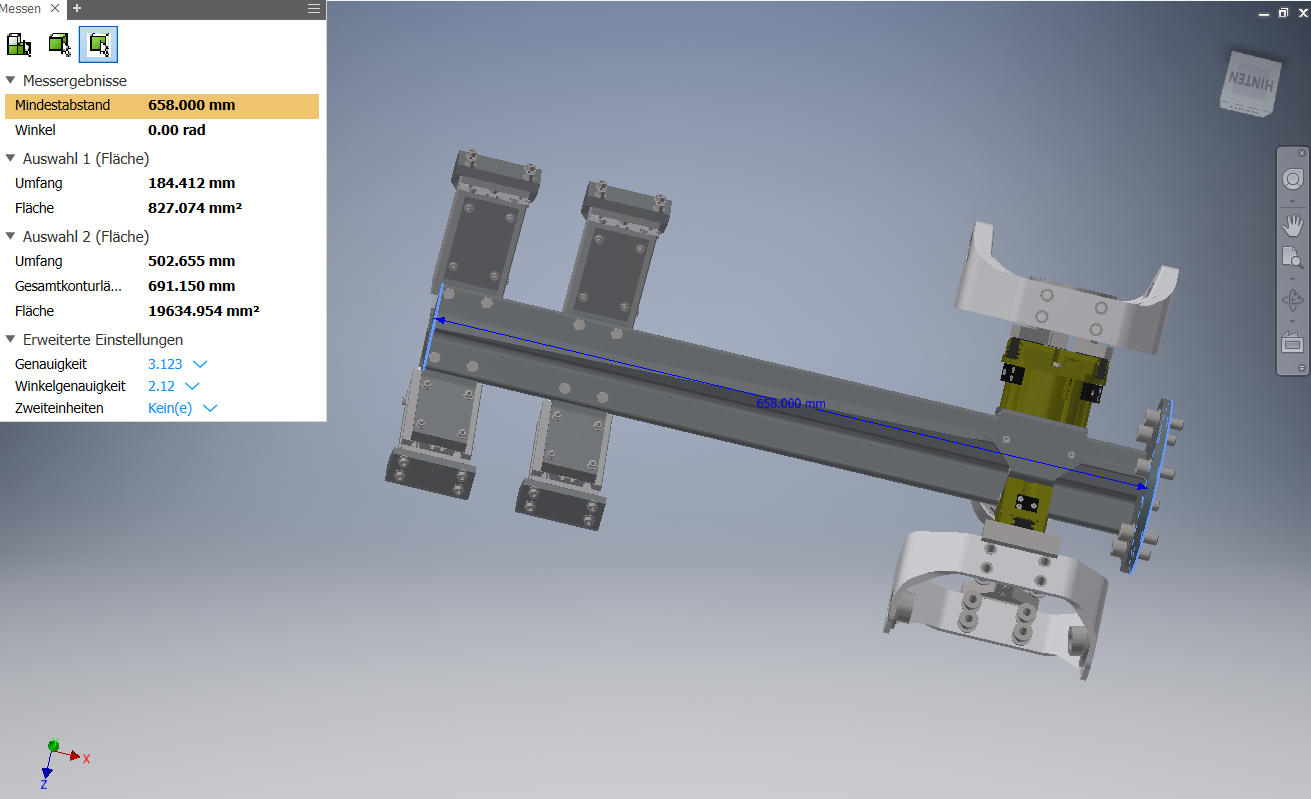 Messen
Messergebnisse
Mindestabstand 658.000 mm
Winkel 0.00 rad
Auswahl 1 (Fläche)
Umfang 184.412 mm
Fläche 827.074 mm²
Auswahl 2 (Fläche)
Umfang 502.655 mm
Gesamtkonturlä... 691.150 mm
Fläche 19634.954 mm²
Erweiterte Einstellungen
Genauigkeit 3.123
Winkelgenauigkeit 2.12
Zweiteinheiten Kein(e)
HINTEN
658.000 mm
Y
X
Z